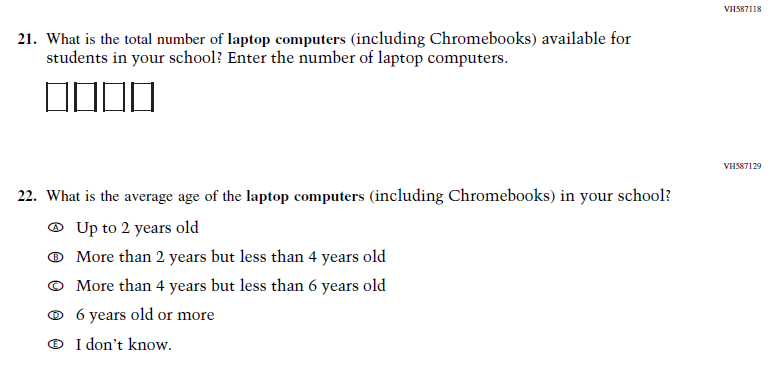 VH587118
21. What is the total number of laptop computers (including Chromebooks) available for
students in your school? Enter the number of laptop computers.
VH587129
22. What is the average age of the laptop computers (including Chromebooks) in your school?
A Up to 2 years old
B More than 2 years but less than 4 years old
C More than 4 years but less than 6 years old
D 6 years old or more
E I don’t know.